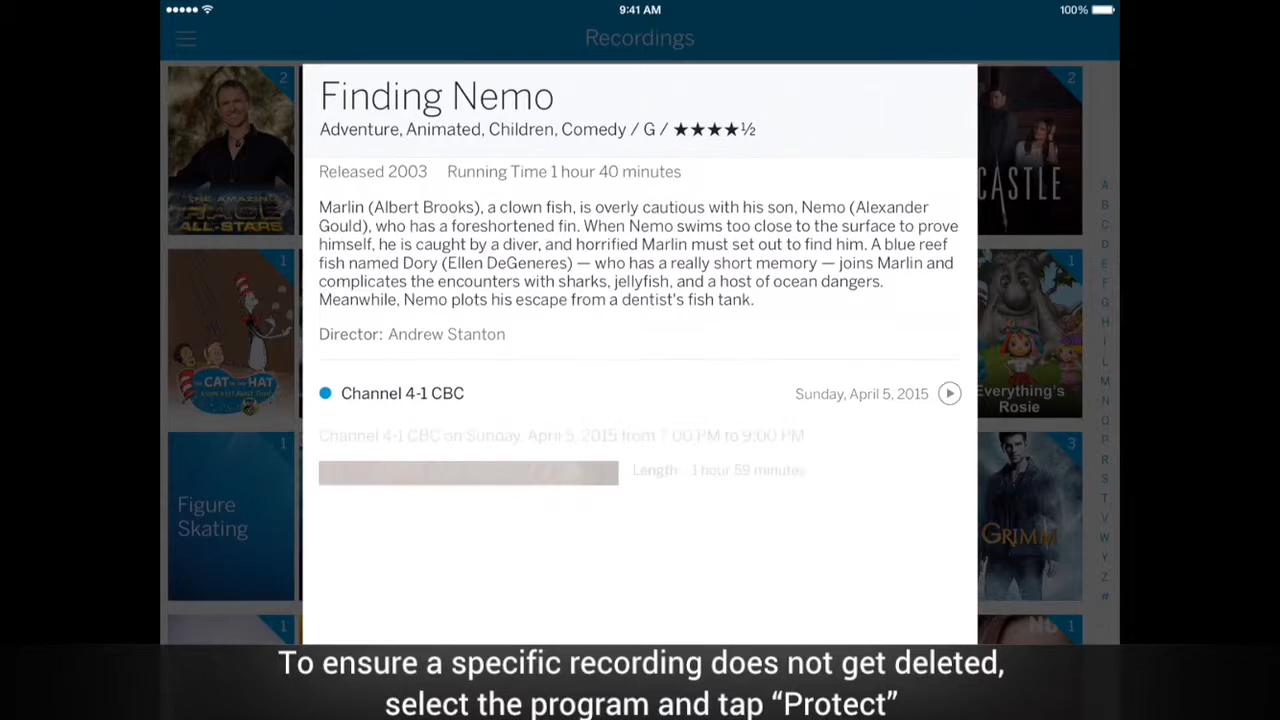 9:41 AM
100%
Recordings
2
THE AMAZING
RACE
ALL-STARS
Finding Nemo
Adventure, Animated, Children, Comedy / G / ★★★★½
Released 2003 Running Time 1 hour 40 minutes
Marlin (Albert Brooks), a clown fish, is overly cautious with his son, Nemo (Alexander
Gould), who has a foreshortened fin. When Nemo swims too close to the surface to prove
himself, he is caught by a diver, and horrified Marlin must set out to find him. A blue reef
fish named Dory (Ellen DeGeneres) — who has a really short memory — joins Marlin and
complicates the encounters with sharks, jellyfish, and a host of ocean dangers.
Meanwhile, Nemo plots his escape from a dentist's fish tank.
Director: Andrew Stanton
Channel 4-1 CBC
Sunday, April 5, 2015
Channel 4-1 CBC on Sunday, April 5, 2015 from 7:00 PM to 9:00 PM
Length 1 hour 59 minutes
2
CASTLE
1
THE CAT IN THE HAT
1
Everything's
Rosie
1
Figure
Skating
3
GRIMM
1
1
A
B
C
D
E
F
G
H
I
L
M
N
O
P
R
S
T
V
W
Y
Z
#
To ensure a specific recording does not get deleted,
select the program and tap “Protect”